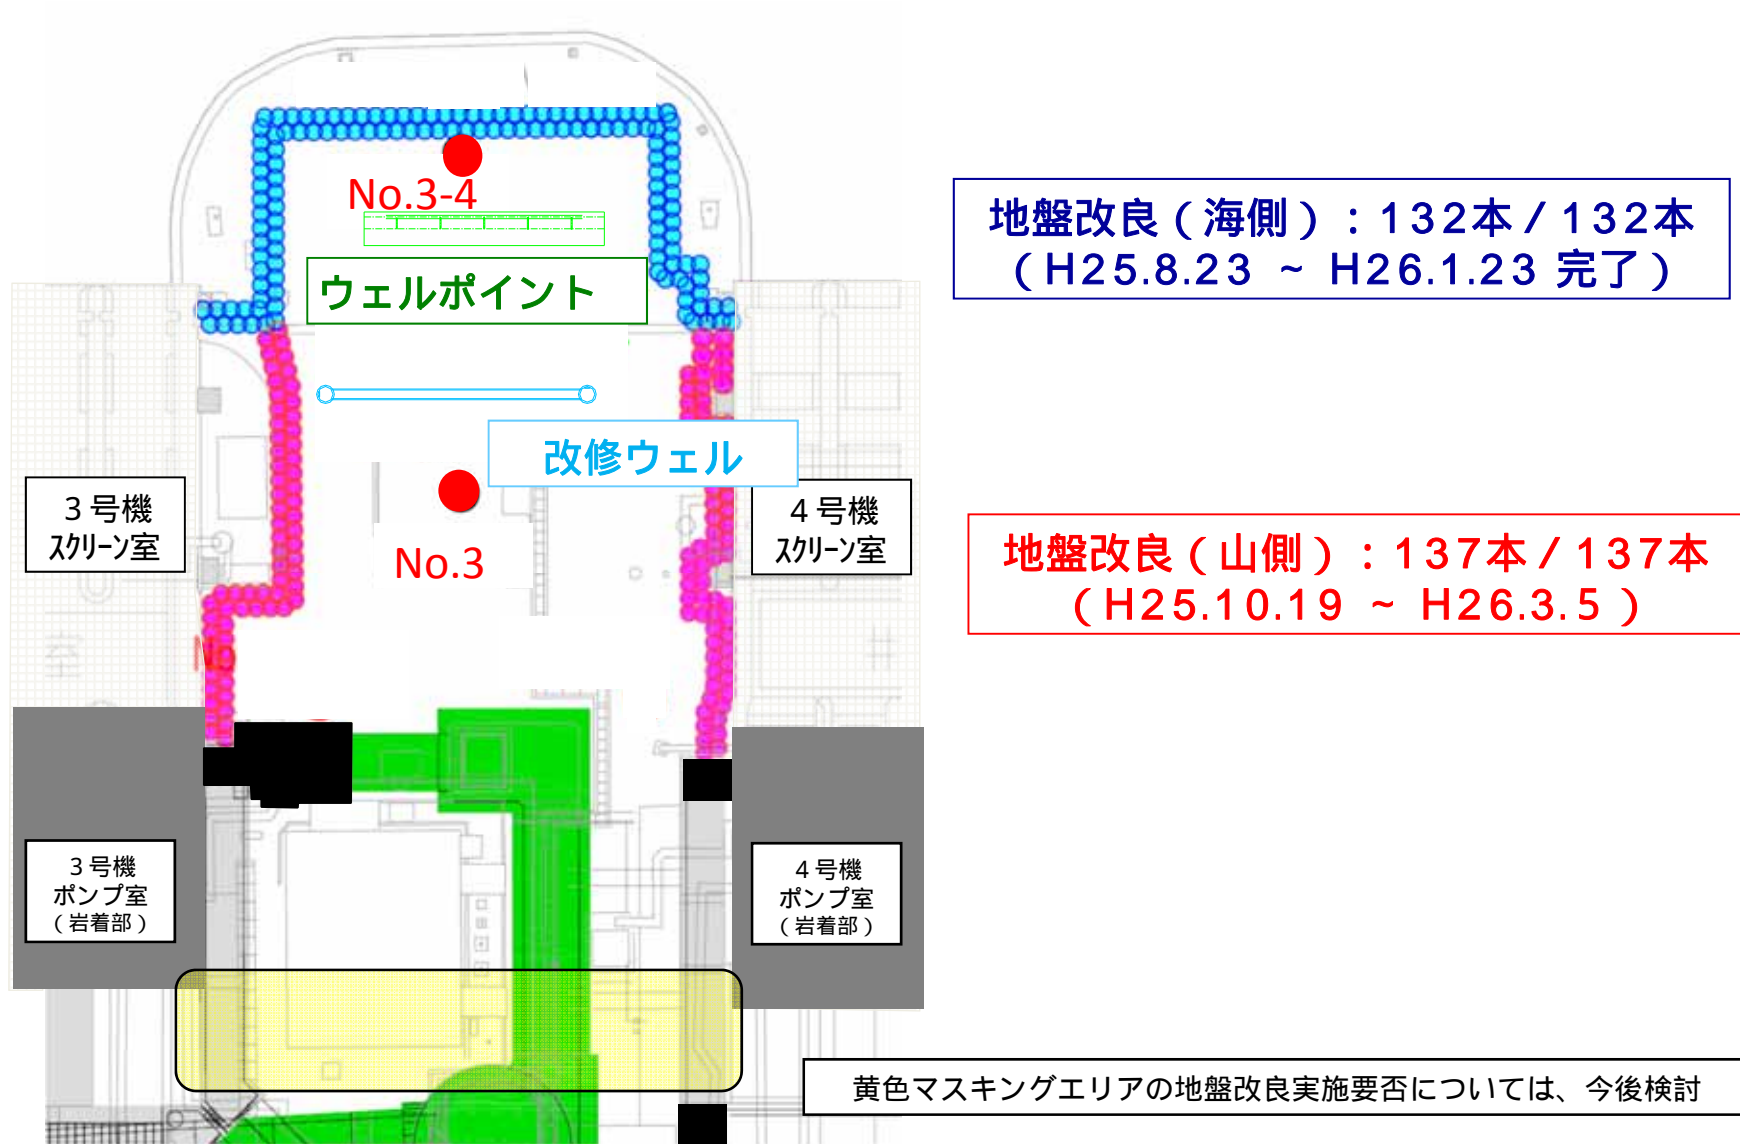 No.3-4
地盤改良（海側）：132本／132本
（H25.8.23 ～ H26.1.23 完了）
ウェルポイント
改修ウェル
3号機
スクリーン室
No.3
4号機
スクリーン室
地盤改良（山側）：137本／137本
（H25.10.19 ～ H26.3.5 ）
3号機
ポンプ室
（岩着部）
4号機
ポンプ室
（岩着部）
黄色マスキングエリアの地盤改良実施要否については、今後検討